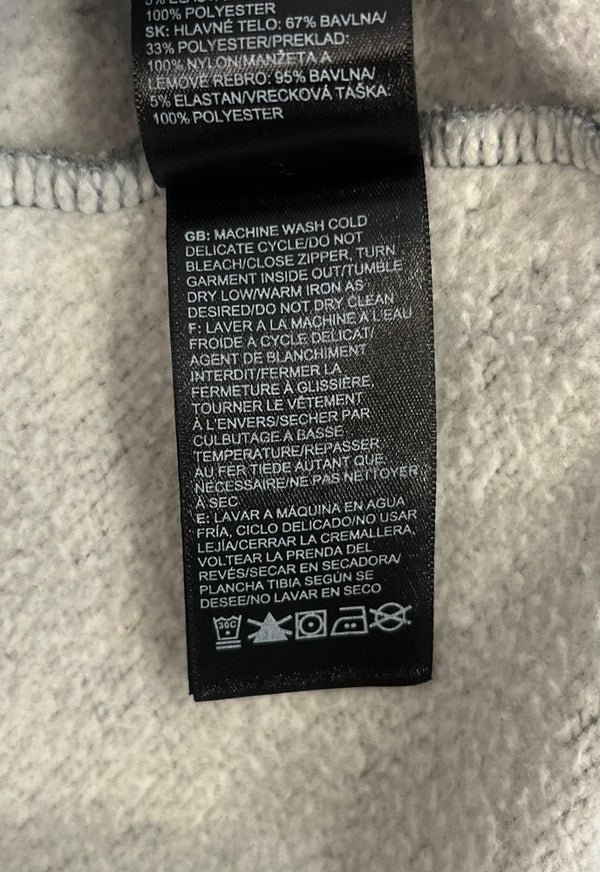 100% POLYESTER
SK: HLAVNÉ TELO: 67% BAVLNA/
33% POLYESTER/PREKLAD:
100% NYLON/MANŽETA A
LEMOVÉ REBRO: 95% BAVLNA/
5% ELASTAN/VRECKOVÁ TAŠKA:
100% POLYESTER
GB: MACHINE WASH COLD
DELICATE CYCLE/DO NOT
BLEACH/CLOSE ZIPPER, TURN
GARMENT INSIDE OUT/TUMBLE
DRY LOW/WARM IRON AS
DESIRED/DO NOT DRY CLEAN
F: LAVER A LA MACHINE A L'EAU
FROIDE À CYCLE DELICAT/
AGENT DE BLANCHIMENT
INTERDIT/FERMER LA
FERMETURE À GLISSIÈRE,
TOURNER LE VÊTEMENT
À L'ENVERS/SECHER PAR
CULBUTAGE A BASSE
TEMPERATURE/REPASSER
AU FER TIEDE AUTANT QUE
NECESSAIRE/NE PAS NETTOYER
À SEC
E: LAVAR A MÁQUINA EN AGUA
FRÍA, CICLO DELICADO/NO USAR
LEJÍA/CERRAR LA CREMALLERA,
VOLTEAR LA PRENDA DEL
REVÉS/SECAR EN SECADORA/
PLANCHA TIBIA SEGÚN SE
DESEE/NO LAVAR EN SECO
30C